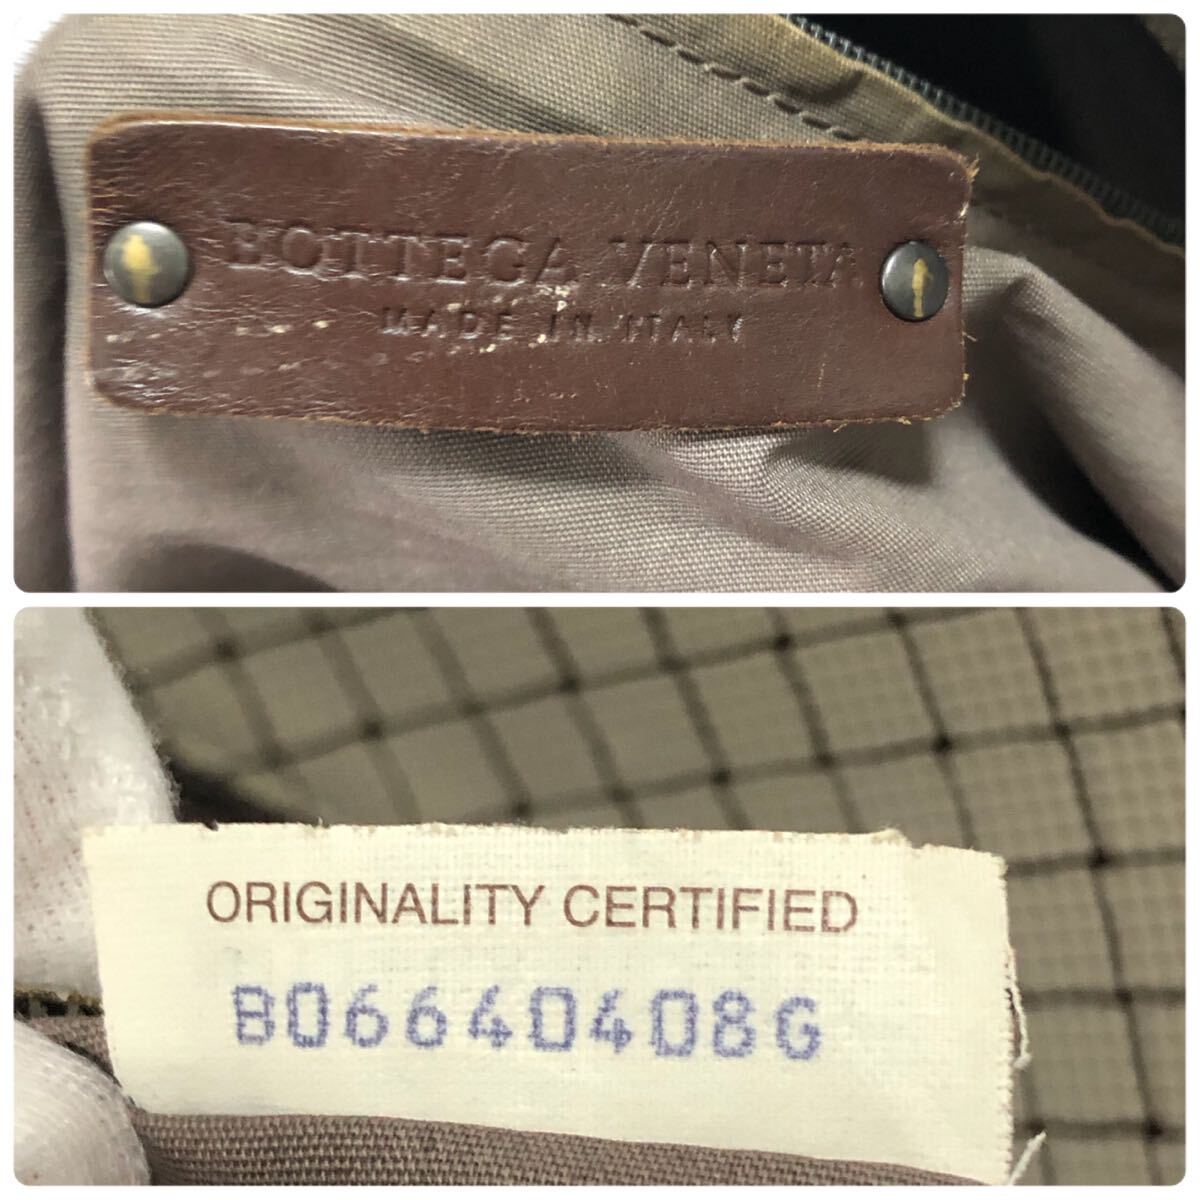 BOTTEGA VENETA
MADE IN ITALY
ORIGINALITY CERTIFIED
B06640408G